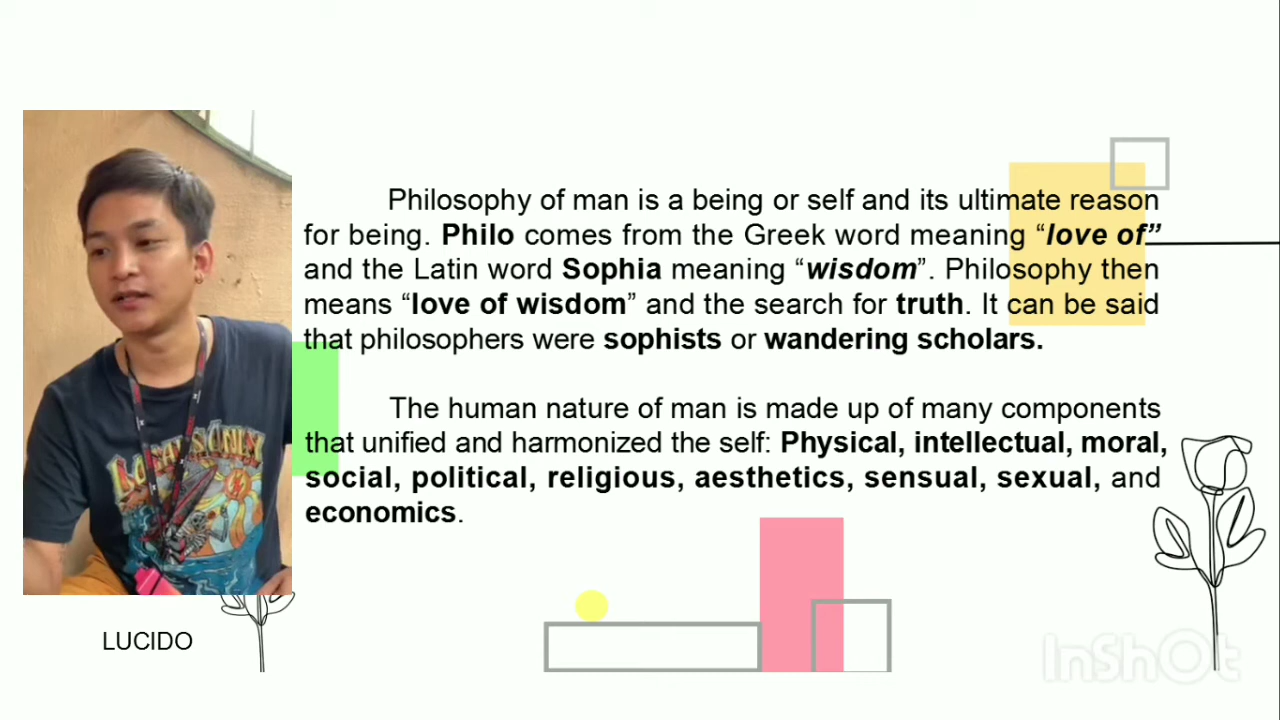 Philosophy of man is a being or self and its ultimate reason
for being. Philo comes from the Greek word meaning “love of”
and the Latin word Sophia meaning “wisdom”. Philosophy then
means “love of wisdom” and the search for truth. It can be said
that philosophers were sophists or wandering scholars.
The human nature of man is made up of many components
that unified and harmonized the self: Physical, intellectual, moral,
social, political, religious, aesthetics, sensual, sexual, and
economics.
LOCALS ONLY
LUCIDO
InShOt